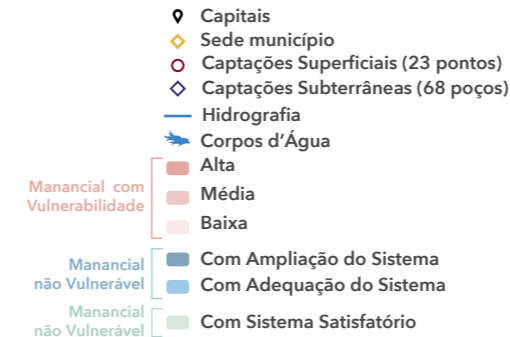 Capitais
Sede município
Captações Superficiais (23 pontos)
Captações Subterrâneas (68 poços)
Hidrografia
Corpos d'Água
Manancial com
Vulnerabilidade
Alta
Média
Baixa
Manancial
não Vulnerável
Com Ampliação do Sistema
Com Adequação do Sistema
Manancial
não Vulnerável
Com Sistema Satisfatório